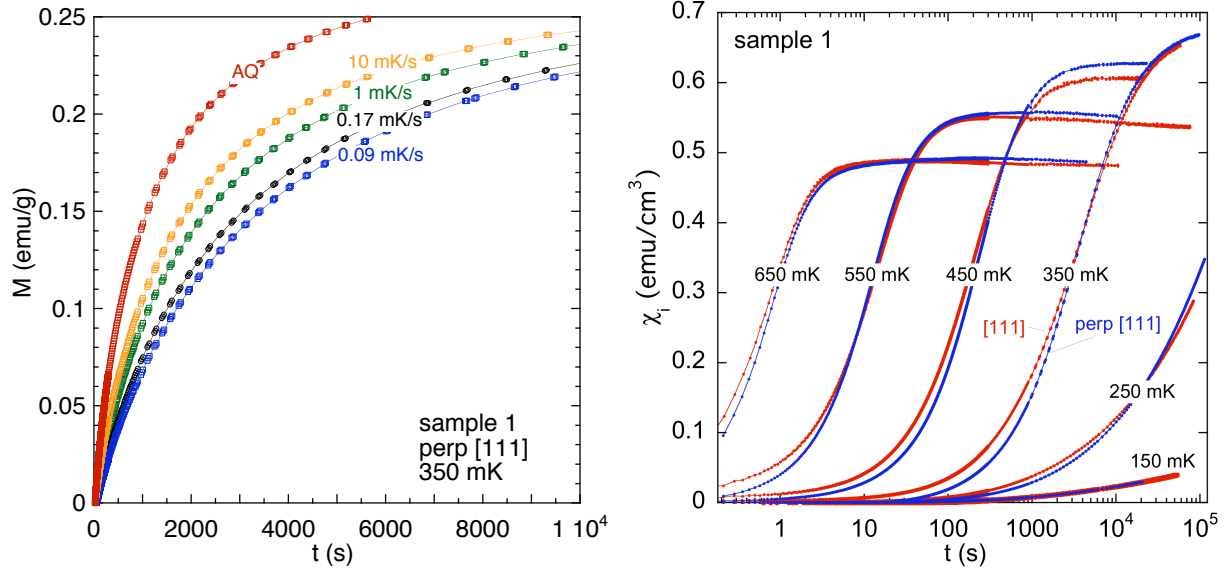 0.25
0.20
0.15
0.10
0.05
0
M (emu/g)
AQ
10 mK/s
1 mK/s
0.17 mK/s
0.09 mK/s
sample 1
perp [111]
350 mK
0 2000 4000 6000 8000 10⁴
t (s)
0.7
0.6
0.5
0.4
0.3
0.2
0.1
0
χᵢ (emu/cm³)
sample 1
650 mK 550 mK 450 mK 350 mK
[111] perp [111]
250 mK
150 mK
1 10 100 1000 10⁴ 10⁵
t (s)